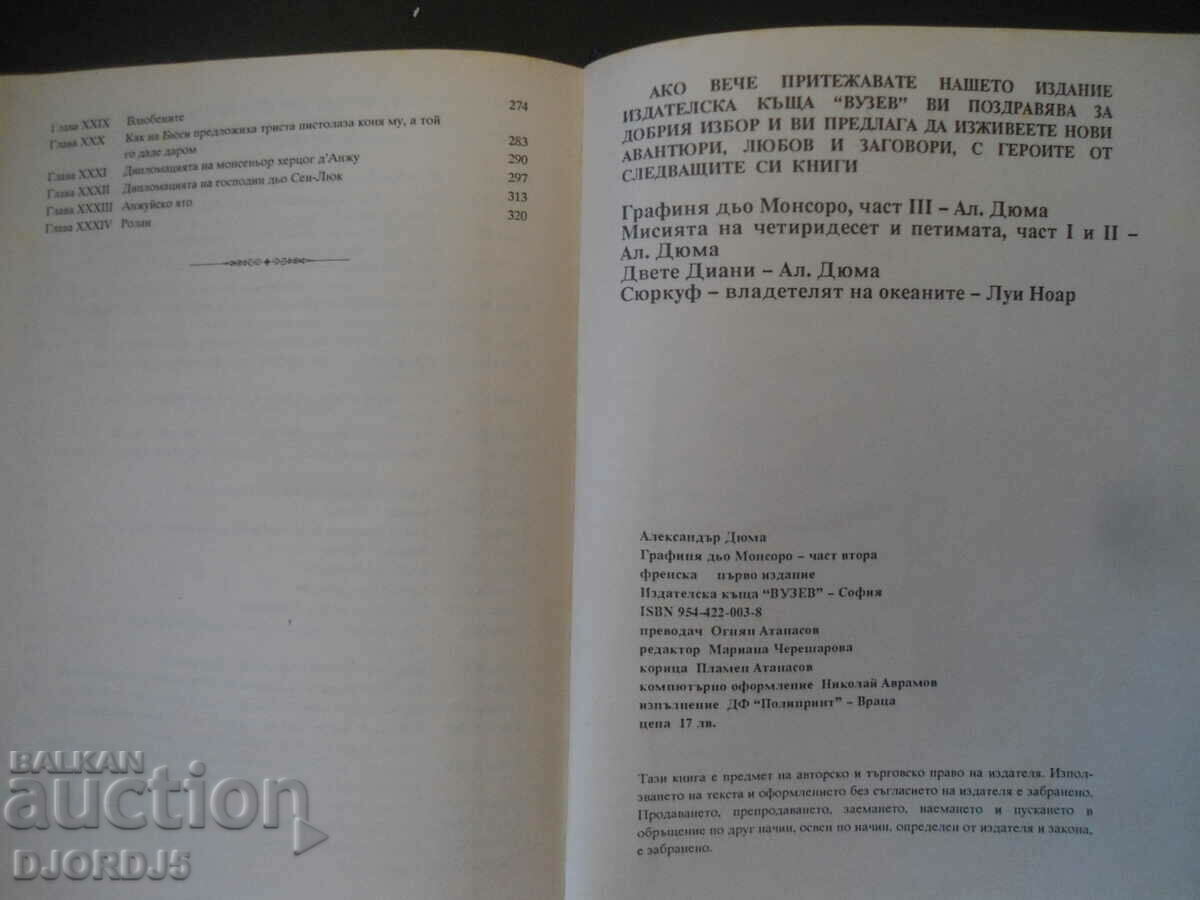 Глава XXIX Влюбените 274
Глава XXX Как на Бюси предложиха триста пистолаза коня му, а той
го даде даром 283
Глава XXXI Дипломацията на монсеньор херцог д'Анжу 290
Глава XXXII Дипломацията на господин дьо Сен-Люк 297
Глава XXXIII Анжуйско ято 313
Глава XXXIV Ролан 320
АКО ВЕЧЕ ПРИТЕЖАВАТЕ НАШЕТО ИЗДАНИЕ
ИЗДАТЕЛСКА КЪЩА "ВУЗЕВ" ВИ ПОЗДРАВЯВА ЗА
ДОБРИЯ ИЗБОР И ВИ ПРЕДЛАГА ДА ИЗЖИВЕЕТЕ НОВИ
АВАНТЮРИ, ЛЮБОВ И ЗАГОВОРИ, С ГЕРОИТЕ ОТ
СЛЕДВАЩИТЕ СИ КНИГИ
Графиня дьо Монсоро, част III – Ал. Дюма
Мисията на четиридесет и петимата, част I и II –
Ал. Дюма
Двете Диани – Ал. Дюма
Сюркуф – владетелят на океаните – Луи Ноар
Александър Дюма
Графиня дьо Монсоро – част втора
френска първо издание
Издателска къща "ВУЗЕВ" – София
ISBN 954-422-003-8
преводач Огнян Атанасов
редактор Мариана Черешарова
корица Пламен Атанасов
компютърно оформление Николай Аврамов
изпълнение ДФ "Полипринт" – Враца
цена 17 лв.
Тази книга е предмет на авторско и търговско право на издателя. Изпол-
зването на текста и оформлението без съгласието на издателя е забранено.
Продаването, препродаването, заемането, наемането и пускането в
обръщение по друг начин, освен по начин, определен от издателя и закона,
е забранено.
BALKAN
auction
DJORDJ5